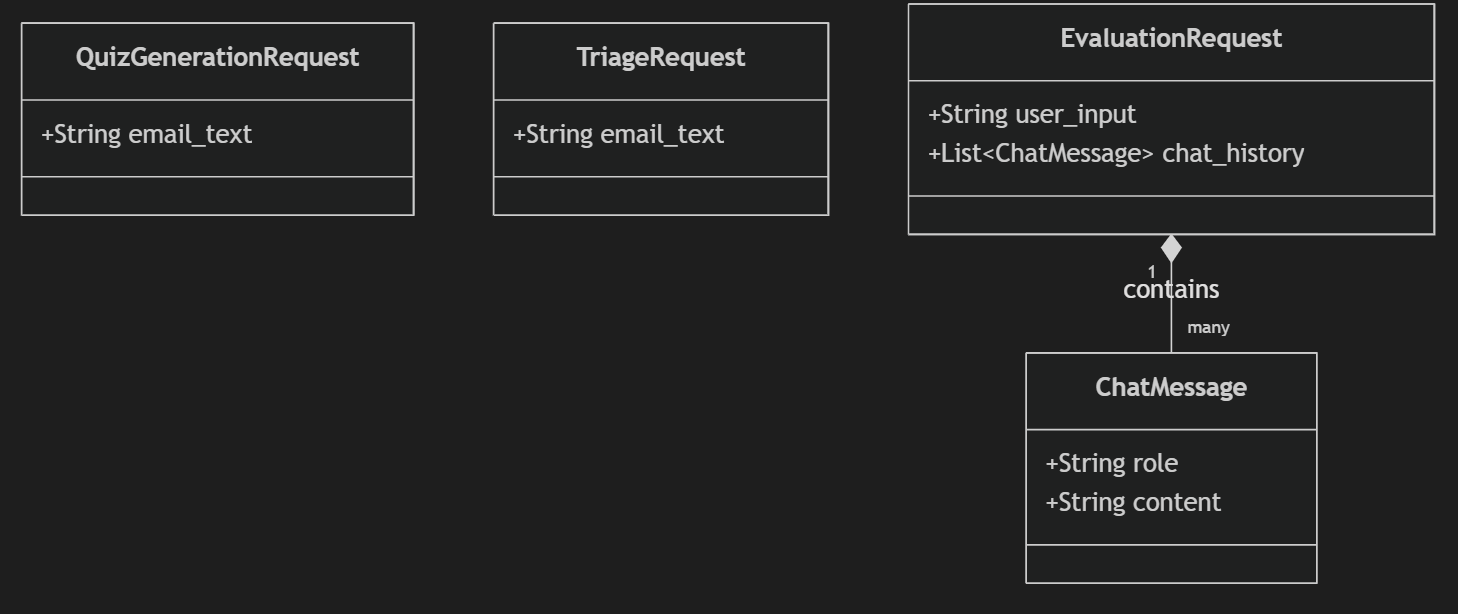 QuizGenerationRequest
+String email_text
TriageRequest
+String email_text
EvaluationRequest
+String user_input
+List<ChatMessage> chat_history
1
contains
many
ChatMessage
+String role
+String content